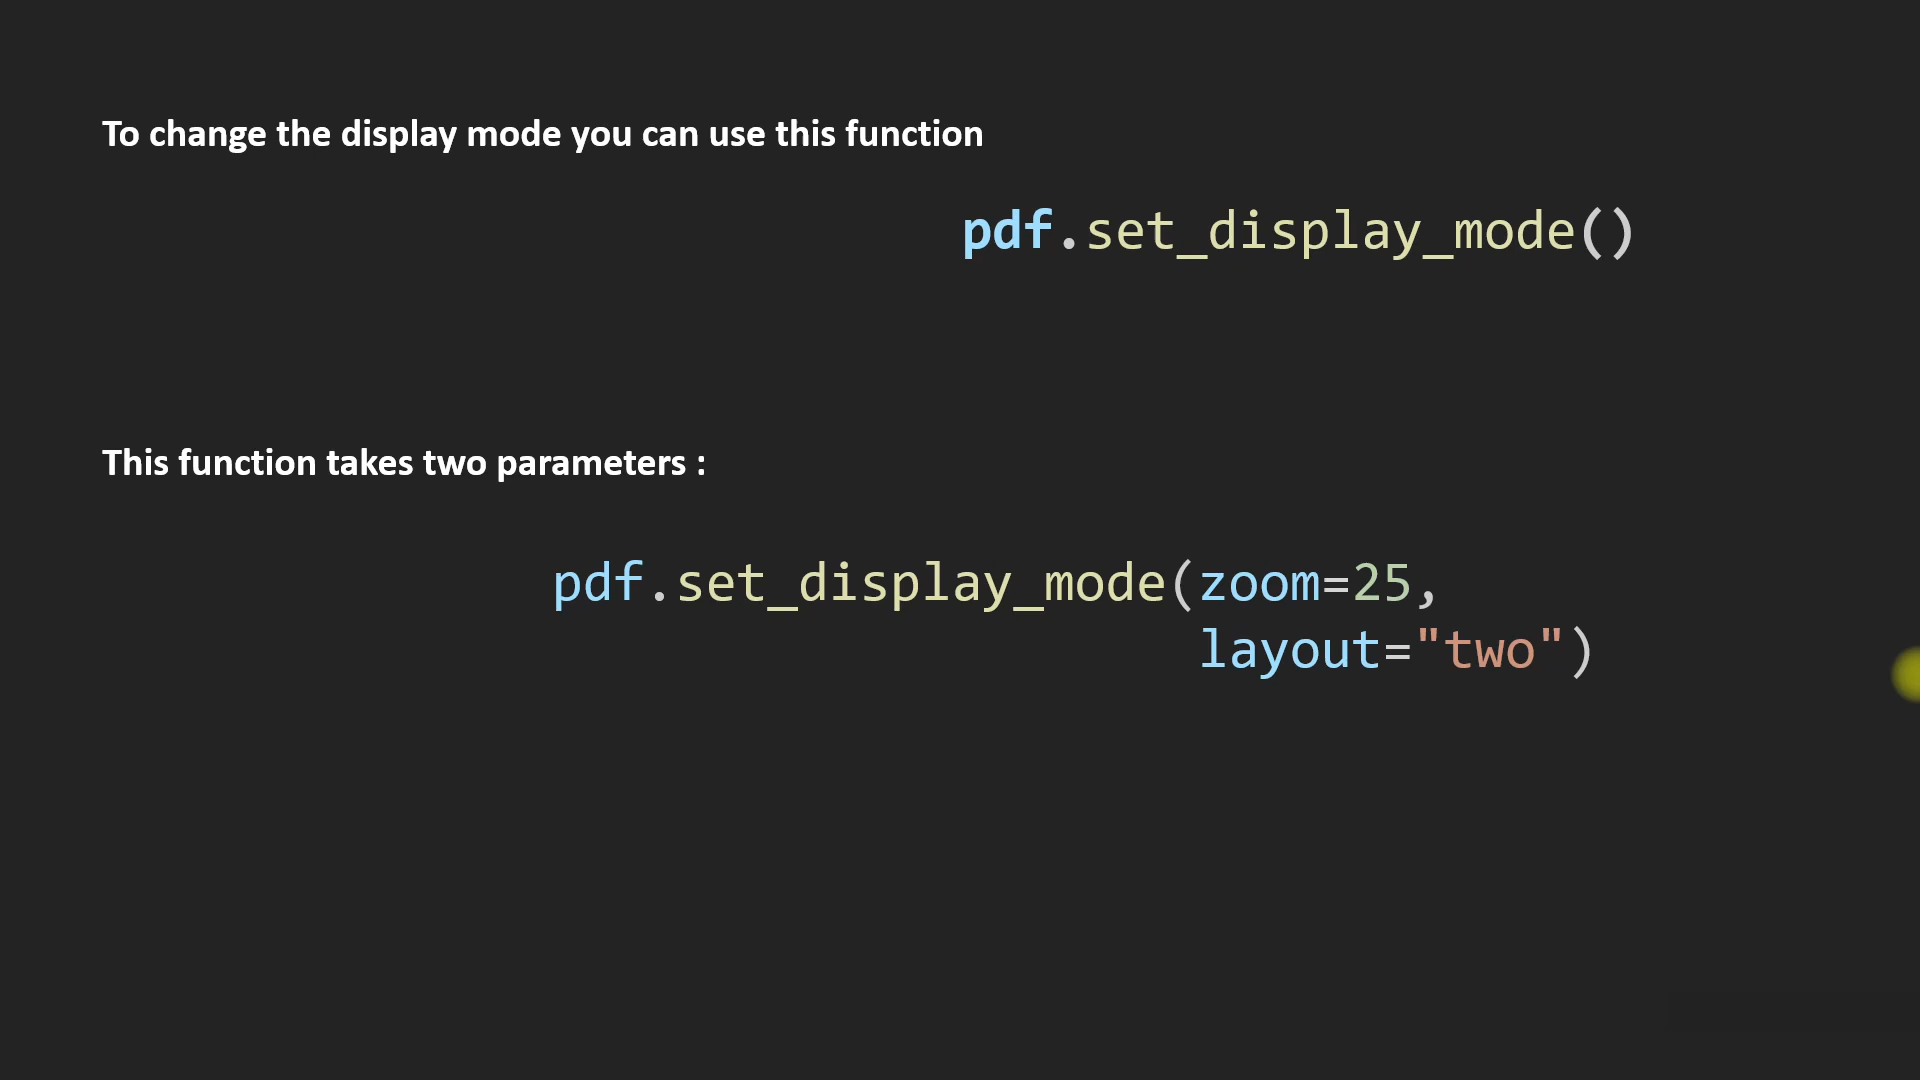 To change the display mode you can use this function
pdf.set_display_mode()
This function takes two parameters :
pdf.set_display_mode(zoom=25,
layout="two")